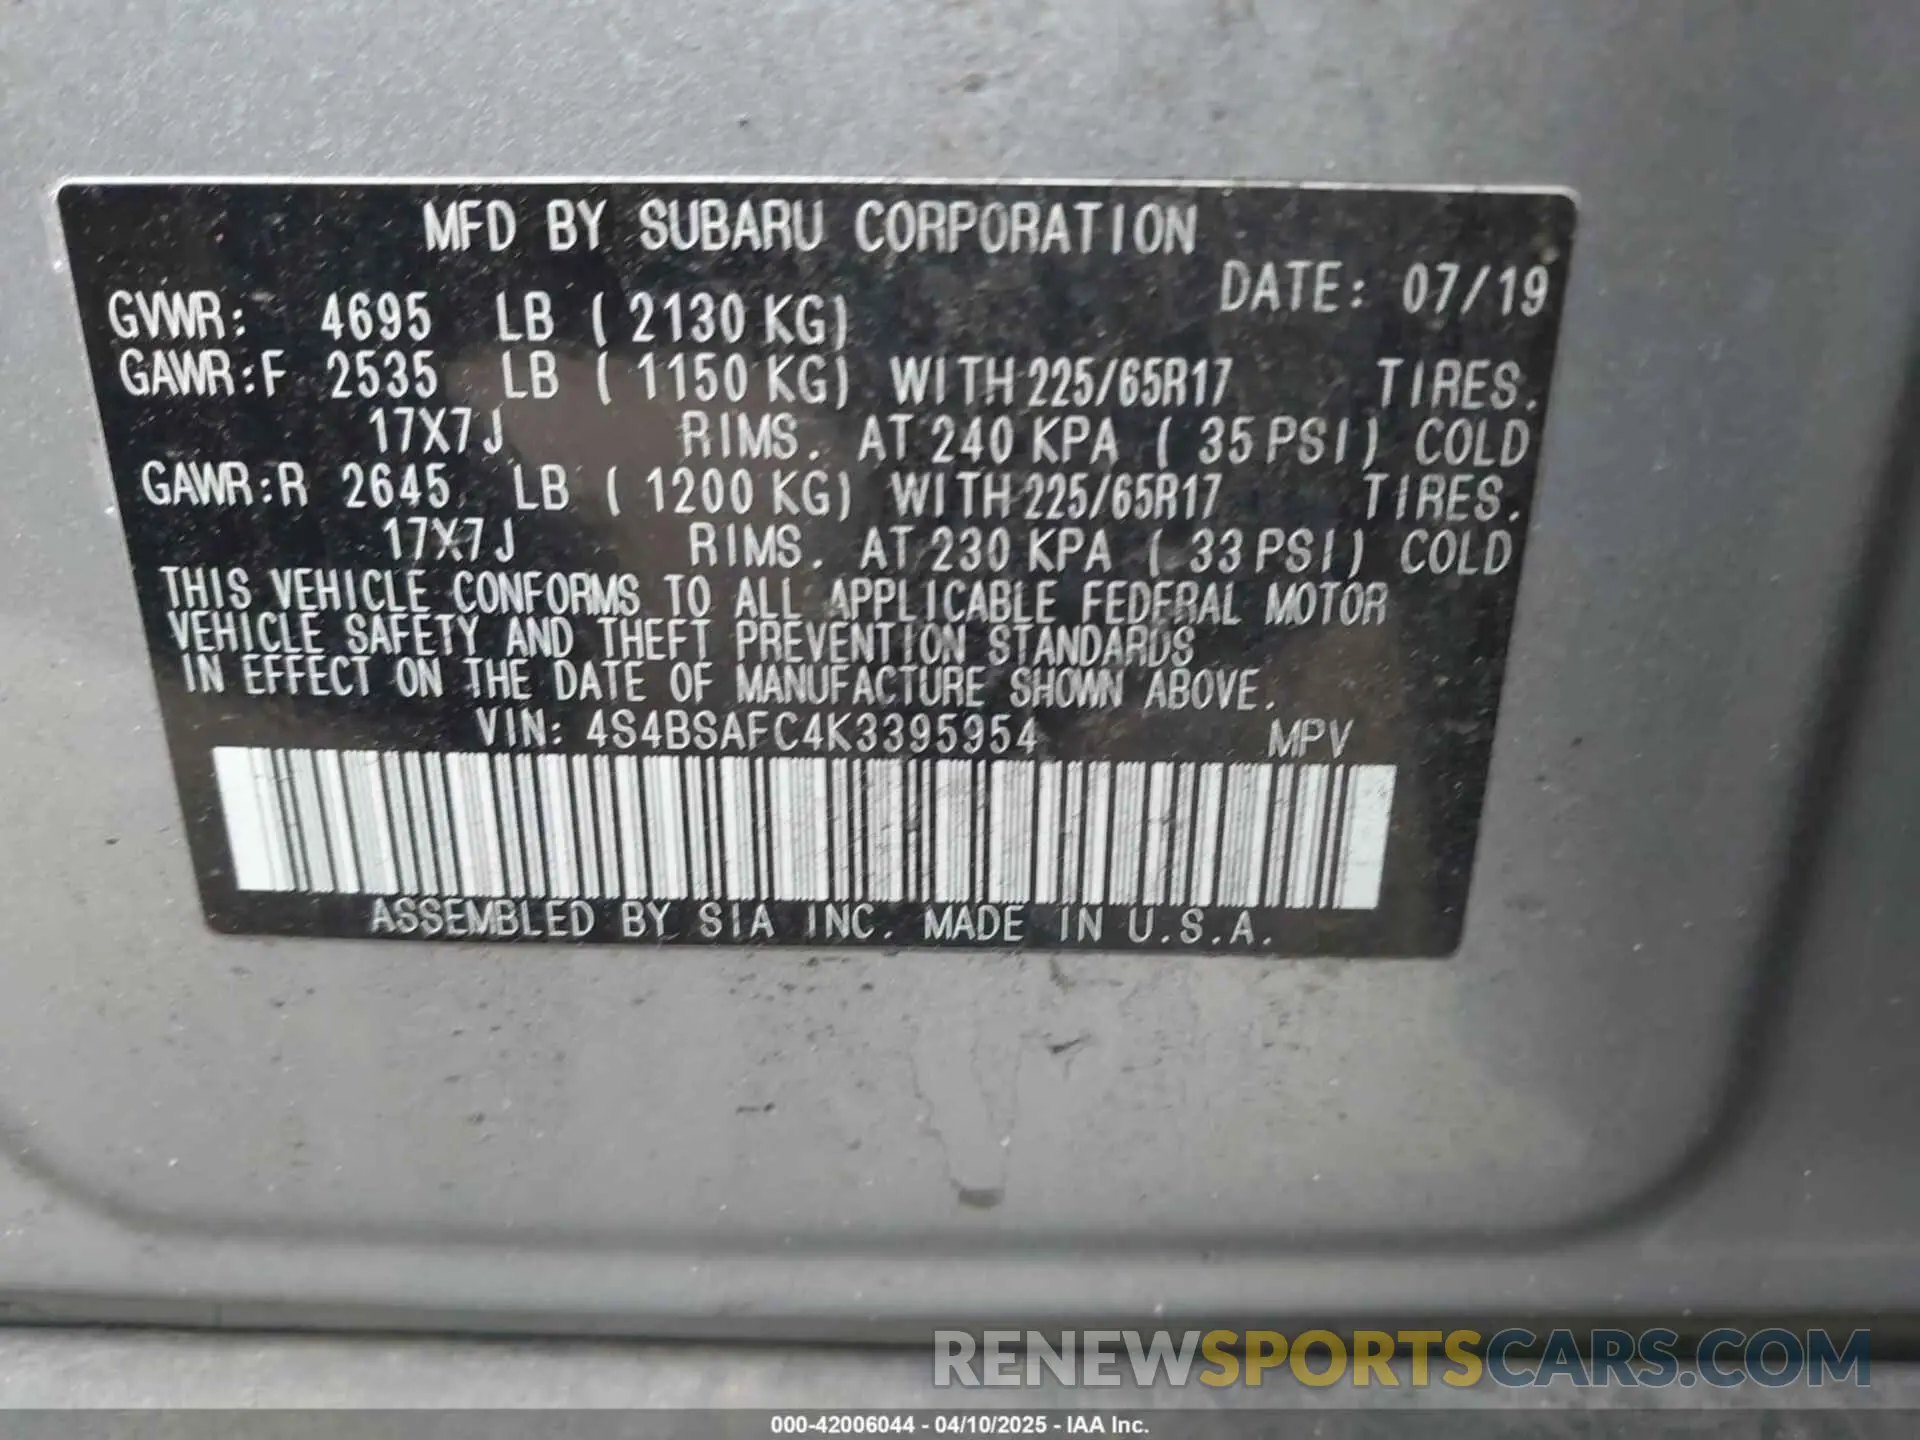 MFD BY SUBARU CORPORATION
DATE: 07/19
GVWR: 4695 LB ( 2130 KG)
GAWR:F 2535 LB ( 1150 KG) WITH 225/65R17 TIRES.
17X7J RIMS. AT 240 KPA ( 35 PSI) COLD
GAWR:R 2645 LB ( 1200 KG) WITH 225/65R17 TIRES.
17X7J RIMS. AT 230 KPA ( 33 PSI) COLD
THIS VEHICLE CONFORMS TO ALL APPLICABLE FEDERAL MOTOR
VEHICLE SAFETY AND THEFT PREVENTION STANDARDS
IN EFFECT ON THE DATE OF MANUFACTURE SHOWN ABOVE.
VIN: 4S4BSAFC4K3395954 MPV
ASSEMBLED BY SIA INC. MADE IN U.S.A.
RENEWSPORTSCARS.COM
000-42006044 - 04/10/2025 - IAA Inc.